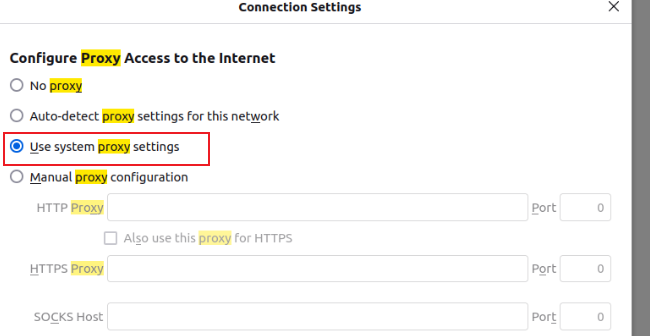 Connection Settings
Configure Proxy Access to the Internet
No proxy
Auto-detect proxy settings for this network
Use system proxy settings
Manual proxy configuration
HTTP Proxy Port 0
Also use this proxy for HTTPS
HTTPS Proxy Port 0
SOCKS Host Port 0